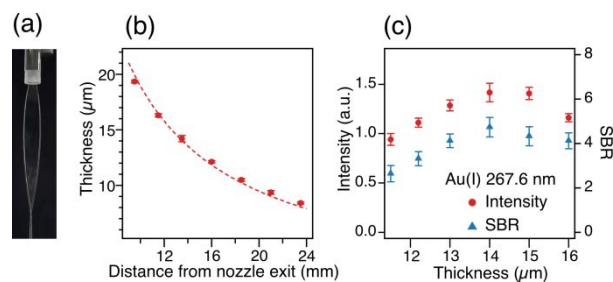 (a)
(b)
(c)
20
15
10
Thickness (µm)
12
16
20
24
Distance from nozzle exit (mm)
1.5
1.0
0.5
0.0
Intensity (a.u.)
8
6
4
2
0
SBR
Au(I) 267.6 nm
Intensity
SBR
12
13
14
15
16
Thickness (µm)